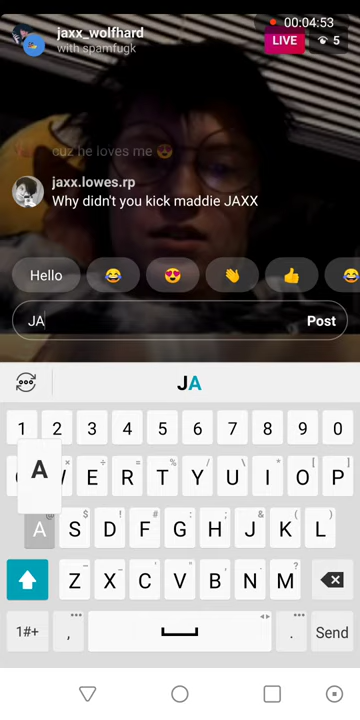 00:04:53
jaxx_wolfhard
with spamfugk
LIVE 5
cuz he loves me 😍
jaxx.lowes.rp
Why didn't you kick maddie JAXX
Hello 😂 😍 👏 👍 😂
JA Post
JA
1 2 3 4 5 6 7 8 9 0
A
E R T Y U I O P
A S D F G H J K L
Z X C V B N M
1#+ , . Send